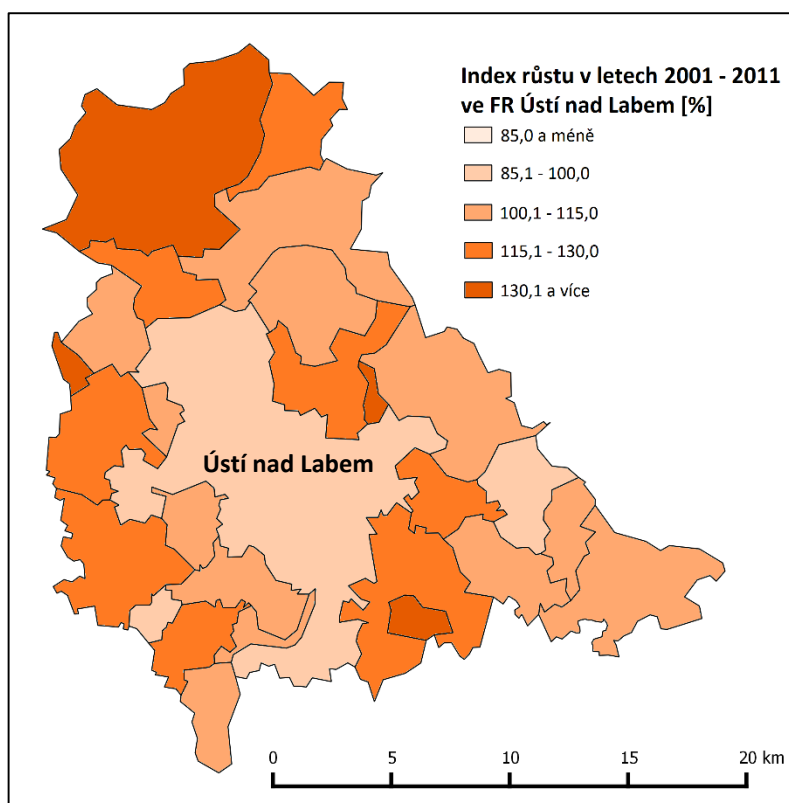 Index růstu v letech 2001 - 2011
ve FR Ústí nad Labem [%]
85,0 a méně
85,1 - 100,0
100,1 - 115,0
115,1 - 130,0
130,1 a více
Ústí nad Labem
0 5 10 15 20 km